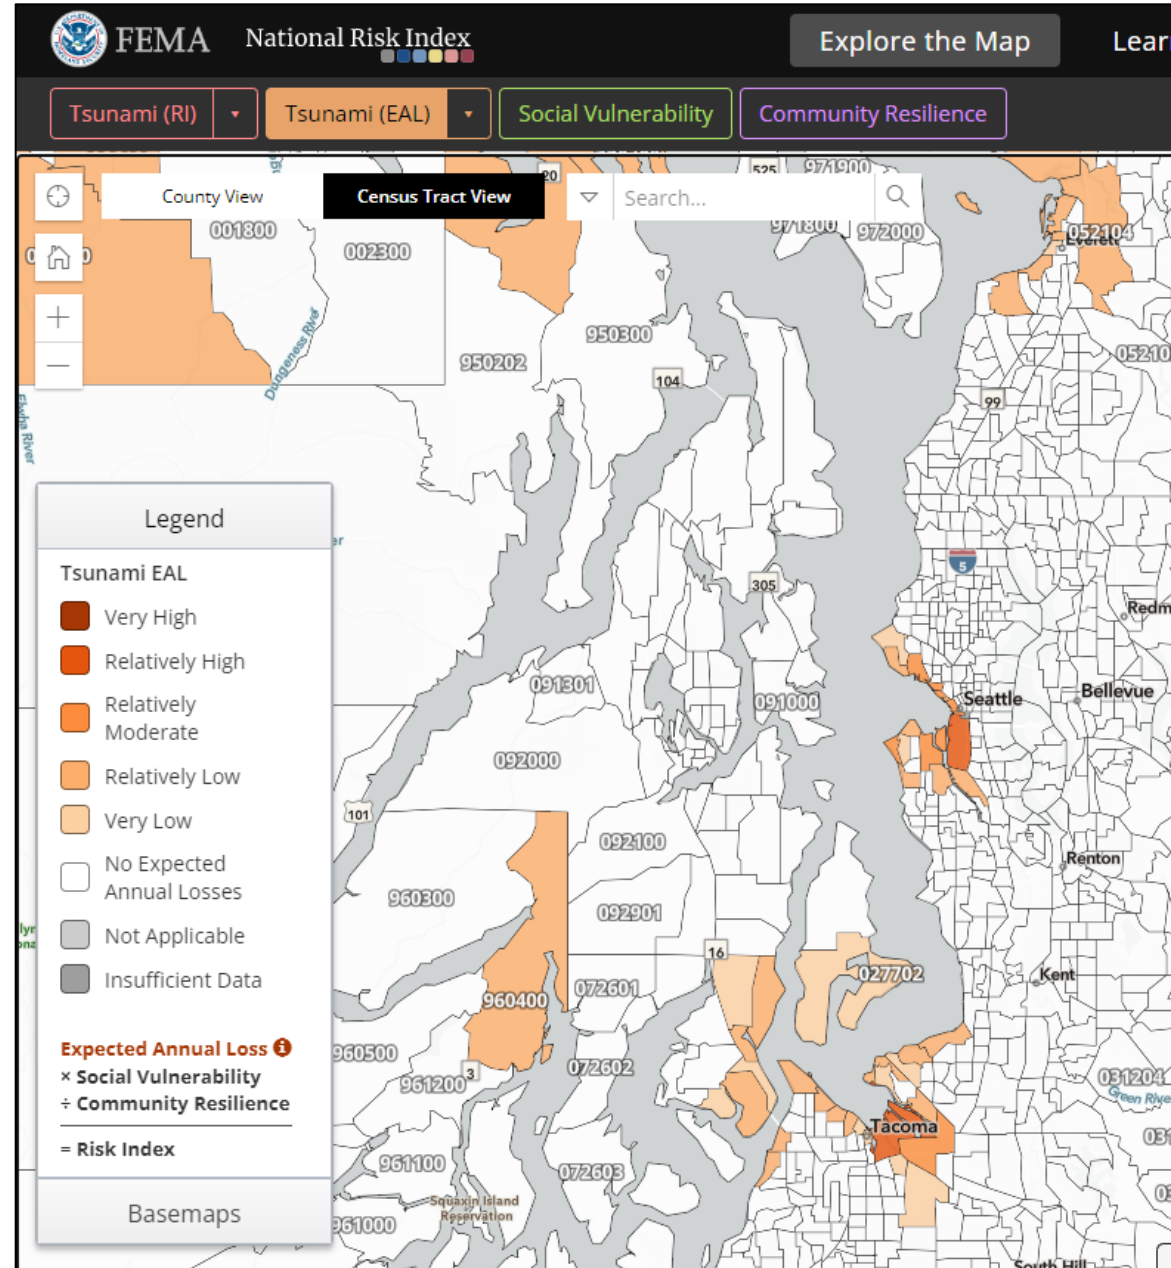 FEMA National Risk Index
Explore the Map
Tsunami (RI)
Tsunami (EAL)
Social Vulnerability
Community Resilience
County View
Census Tract View
Search...
20
525
971900
971800
972000
001800
002300
052104
Everett
950300
950202
104
99
Dungeness River
Elwha River
5
305
091301
091000
Seattle
Bellevue
092000
101
092100
Renton
960300
092901
16
Kent
027702
960400
072601
960500
072602
961200
3
031204
Green River
Tacoma
961100
072603
Squaxin Island
Reservation
961000
South Hill
Legend
Tsunami EAL
Very High
Relatively High
Relatively
Moderate
Relatively Low
Very Low
No Expected
Annual Losses
Not Applicable
Insufficient Data
Expected Annual Loss
× Social Vulnerability
÷ Community Resilience
= Risk Index
Basemaps